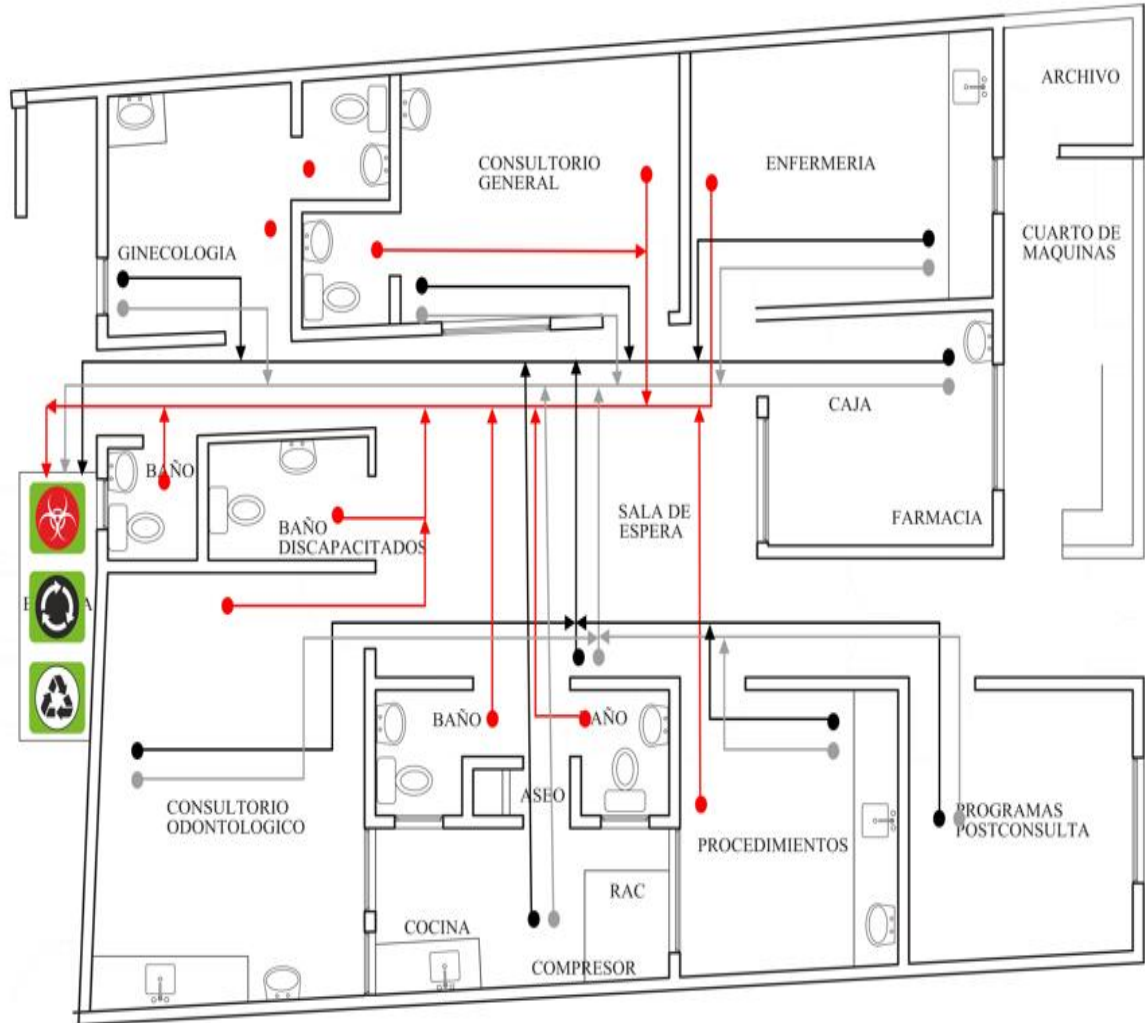 ARCHIVO
CONSULTORIO
GENERAL
ENFERMERIA
GINECOLOGIA
CUARTO DE
MAQUINAS
CAJA
BAÑO
SALA DE
ESPERA
FARMACIA
BAÑO
DISCAPACITADOS
BAÑO
BAÑO
ASEO
CONSULTORIO
ODONTOLOGICO
PROCEDIMIENTOS
PROGRAMAS
POSTCONSULTA
RAC
COCINA
COMPRESOR